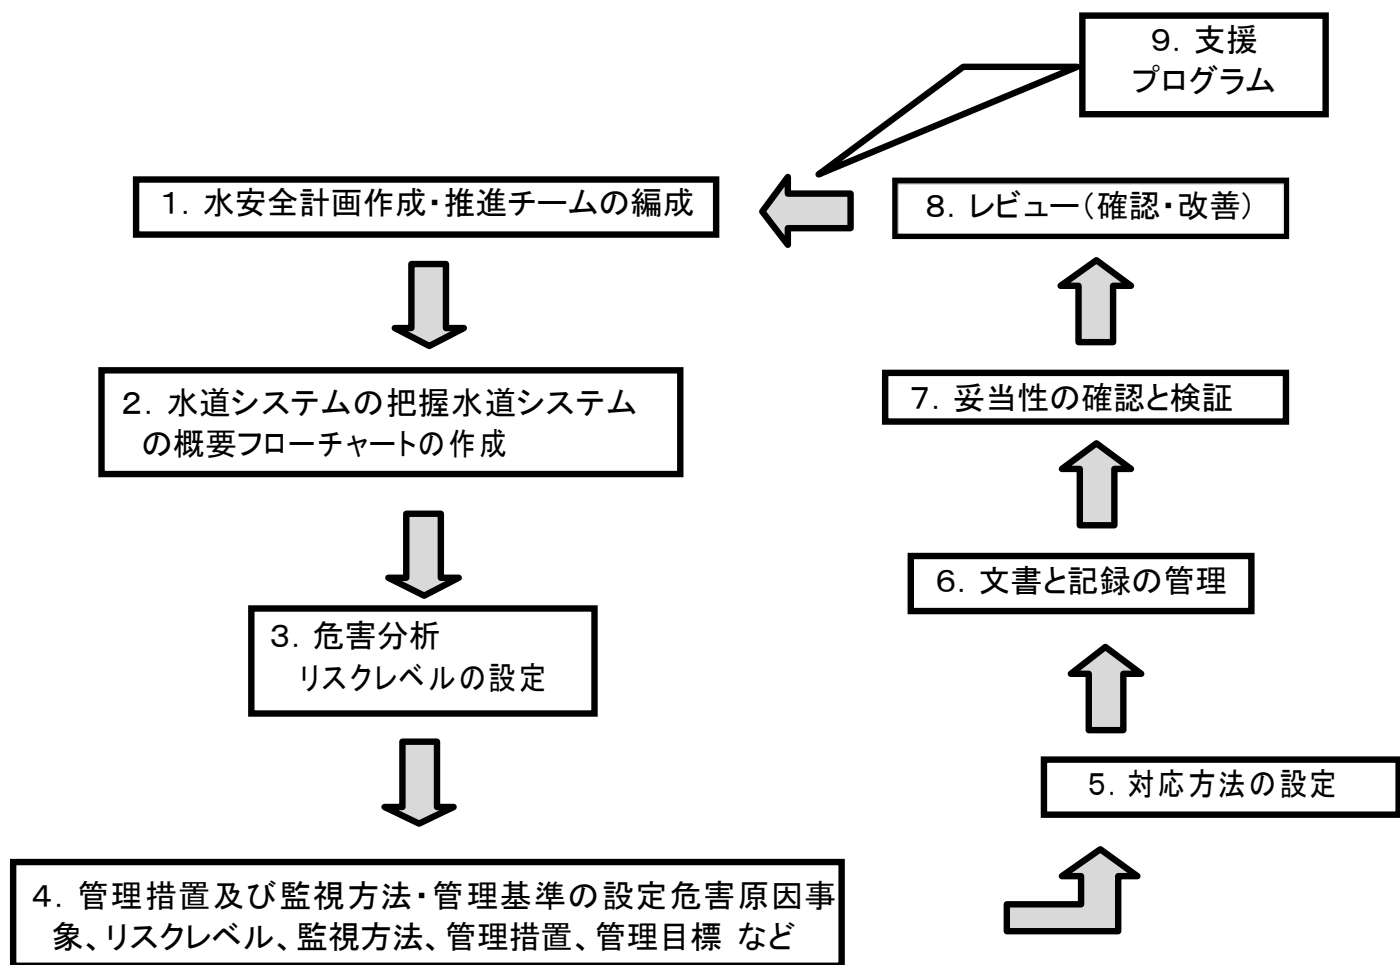 9．支援
プログラム
1．水安全計画作成・推進チームの編成
8．レビュー（確認・改善）
2．水道システムの把握水道システム
の概要フローチャートの作成
7．妥当性の確認と検証
6．文書と記録の管理
3．危害分析
リスクレベルの設定
5．対応方法の設定
4．管理措置及び監視方法・管理基準の設定危害原因事
象、リスクレベル、監視方法、管理措置、管理目標 など